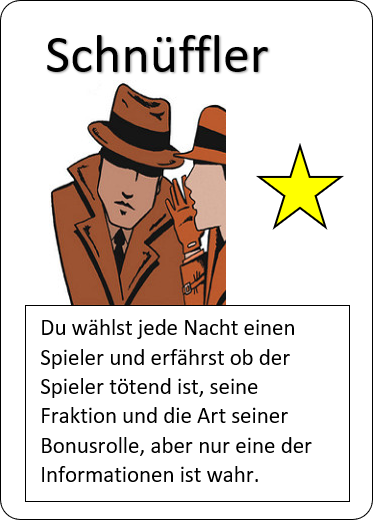 Schnüffler
Du wählst jede Nacht einen
Spieler und erfährst ob der
Spieler tötend ist, seine
Fraktion und die Art seiner
Bonusrolle, aber nur eine der
Informationen ist wahr.